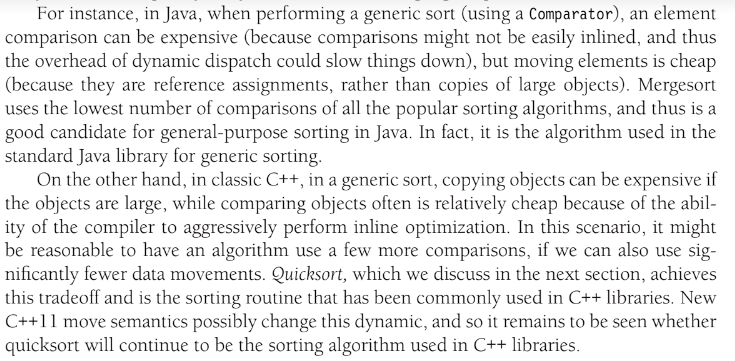 For instance, in Java, when performing a generic sort (using a Comparator), an element
comparison can be expensive (because comparisons might not be easily inlined, and thus
the overhead of dynamic dispatch could slow things down), but moving elements is cheap
(because they are reference assignments, rather than copies of large objects). Mergesort
uses the lowest number of comparisons of all the popular sorting algorithms, and thus is a
good candidate for general-purpose sorting in Java. In fact, it is the algorithm used in the
standard Java library for generic sorting.
On the other hand, in classic C++, in a generic sort, copying objects can be expensive if
the objects are large, while comparing objects often is relatively cheap because of the abil-
ity of the compiler to aggressively perform inline optimization. In this scenario, it might
be reasonable to have an algorithm use a few more comparisons, if we can also use sig-
nificantly fewer data movements. Quicksort, which we discuss in the next section, achieves
this tradeoff and is the sorting routine that has been commonly used in C++ libraries. New
C++11 move semantics possibly change this dynamic, and so it remains to be seen whether
quicksort will continue to be the sorting algorithm used in C++ libraries.